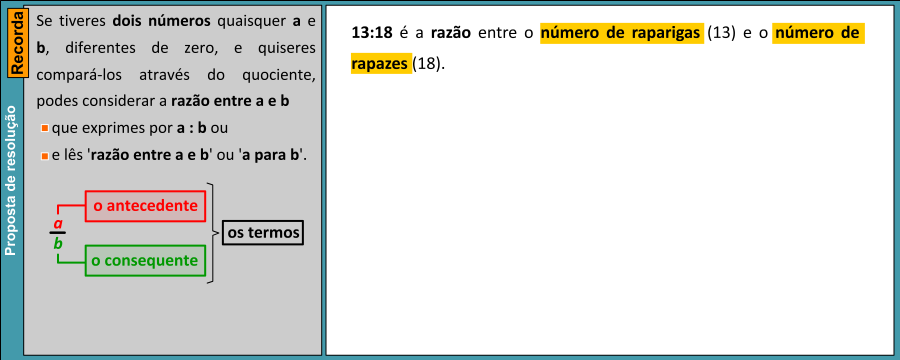 Recorda
Proposta de resolução
Se tiveres dois números quaisquer a e
b, diferentes de zero, e quiseres
compará-los através do quociente,
podes considerar a razão entre a e b
que exprimes por a : b ou
e lês 'razão entre a e b' ou 'a para b'.
o antecedente
a
b
os termos
o consequente
13:18 é a razão entre o número de raparigas (13) e o número de
rapazes (18).